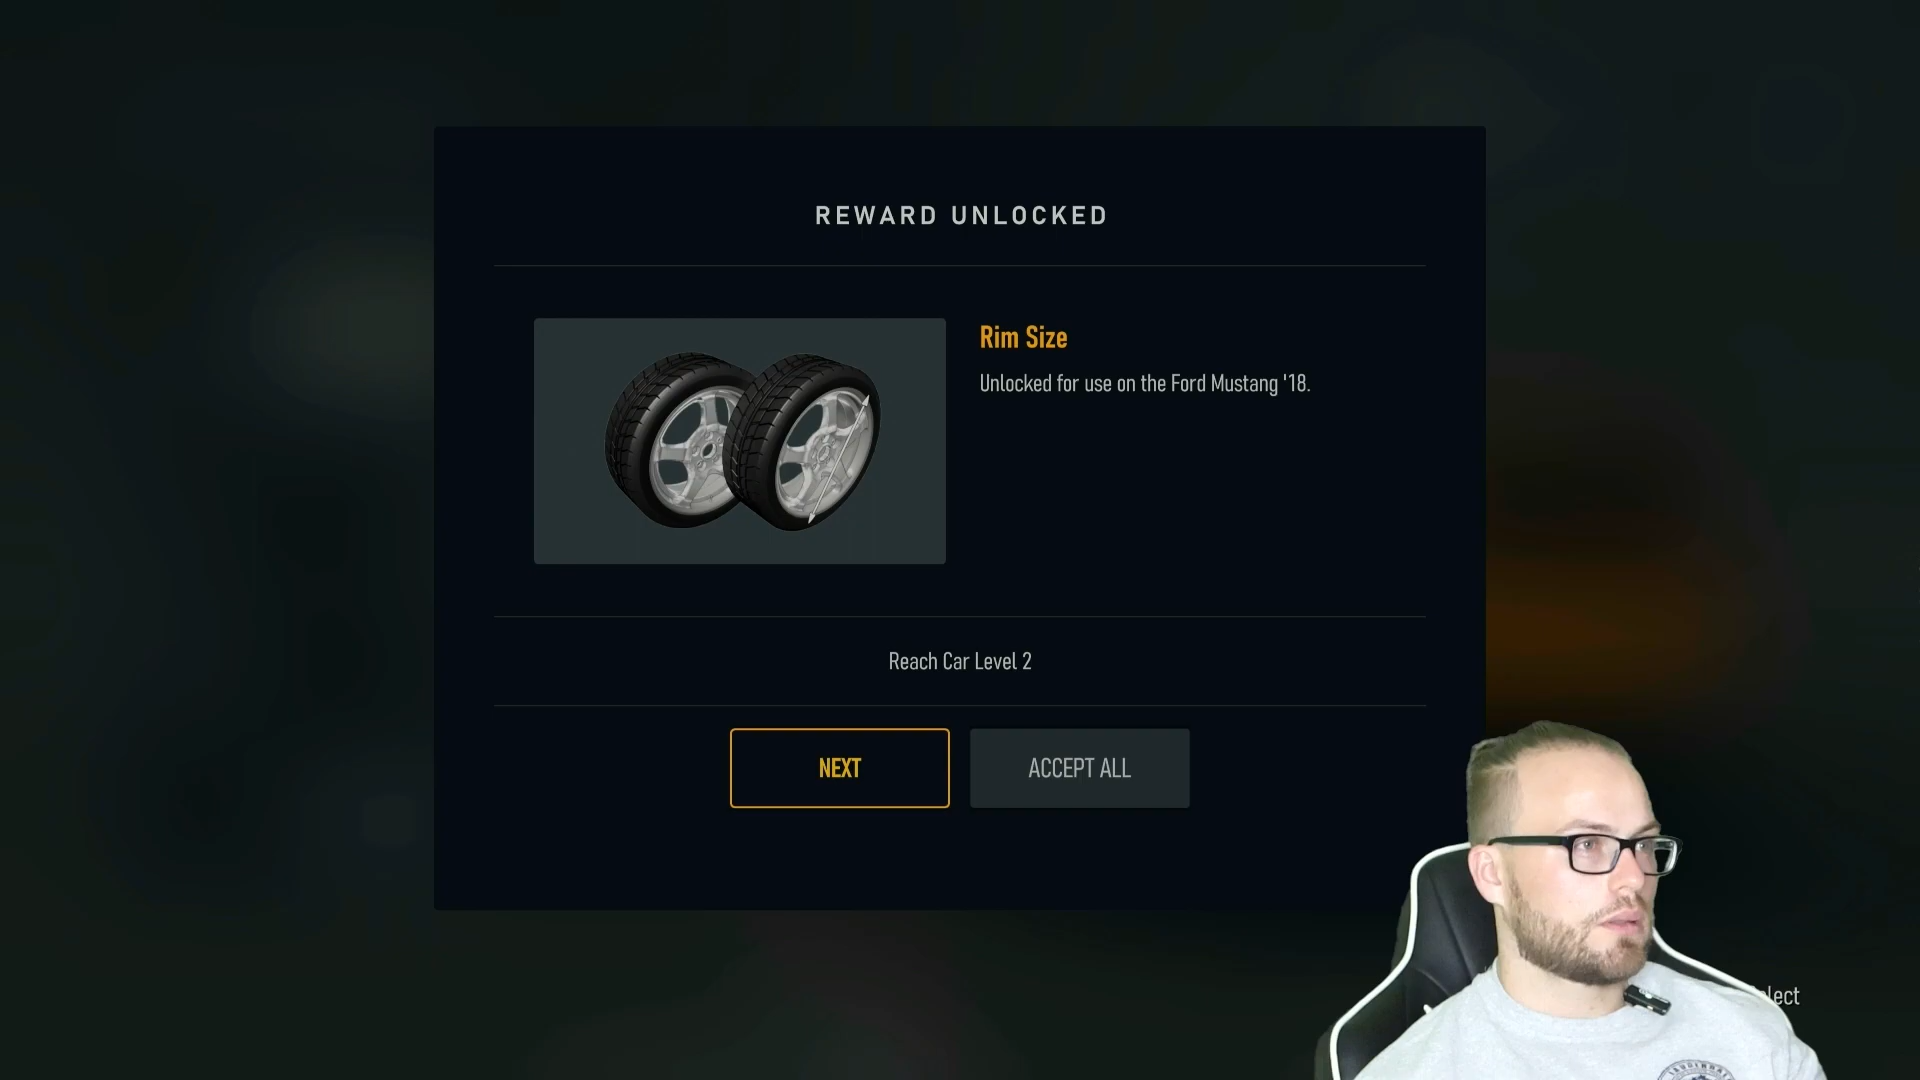 REWARD UNLOCKED
Rim Size
Unlocked for use on the Ford Mustang '18.
Reach Car Level 2
NEXT
ACCEPT ALL